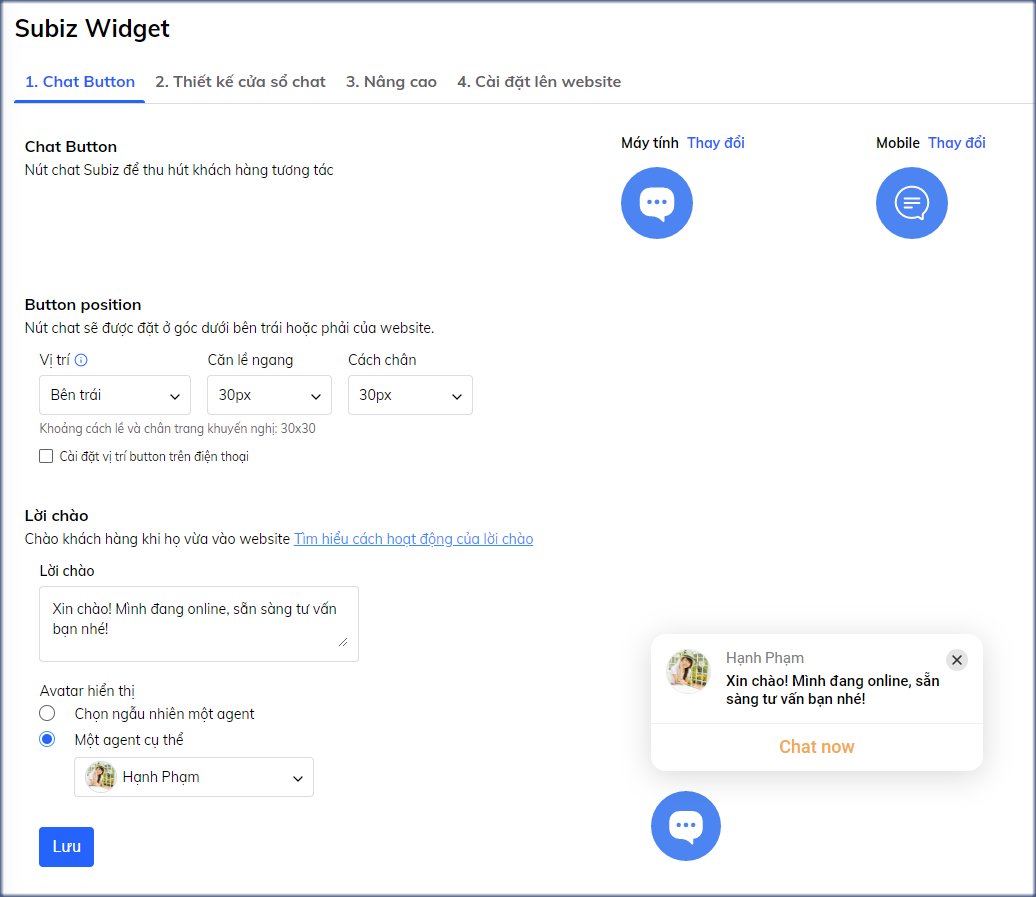 Subiz Widget
1. Chat Button 2. Thiết kế cửa sổ chat 3. Nâng cao 4. Cài đặt lên website
Chat Button
Nút chat Subiz để thu hút khách hàng tương tác
Máy tính Thay đổi
Mobile Thay đổi
Button position
Nút chat sẽ được đặt ở góc dưới bên trái hoặc phải của website.
Vị trí Căn lề ngang Cách chân
Bên trái 30px 30px
Khoảng cách lề và chân trang khuyến nghị: 30x30
Cài đặt vị trí button trên điện thoại
Lời chào
Chào khách hàng khi họ vừa vào website Tìm hiểu cách hoạt động của lời chào
Lời chào
Xin chào! Mình đang online, sẵn sàng tư vấn
bạn nhé!
Avatar hiển thị
Chọn ngẫu nhiên một agent
Một agent cụ thể
Hạnh Phạm
Lưu
Hạnh Phạm
Xin chào! Mình đang online, sẵn
sàng tư vấn bạn nhé!
Chat now